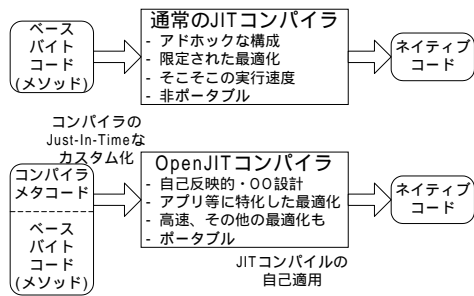 ベース
バイト
コード
(メソッド)
通常のJITコンパイラ
- アドホックな構成
- 限定された最適化
- そこそこの実行速度
- 非ポータブル
ネイティブ
コード
コンパイラの
Just-In-Timeな
カスタム化
コンパイラ
メタコード
ベース
バイト
コード
(メソッド)
OpenJITコンパイラ
- 自己反映的・OO設計
- アプリ等に特化した最適化
- 高速、その他の最適化も
- ポータブル
ネイティブ
コード
JITコンパイルの
自己適用